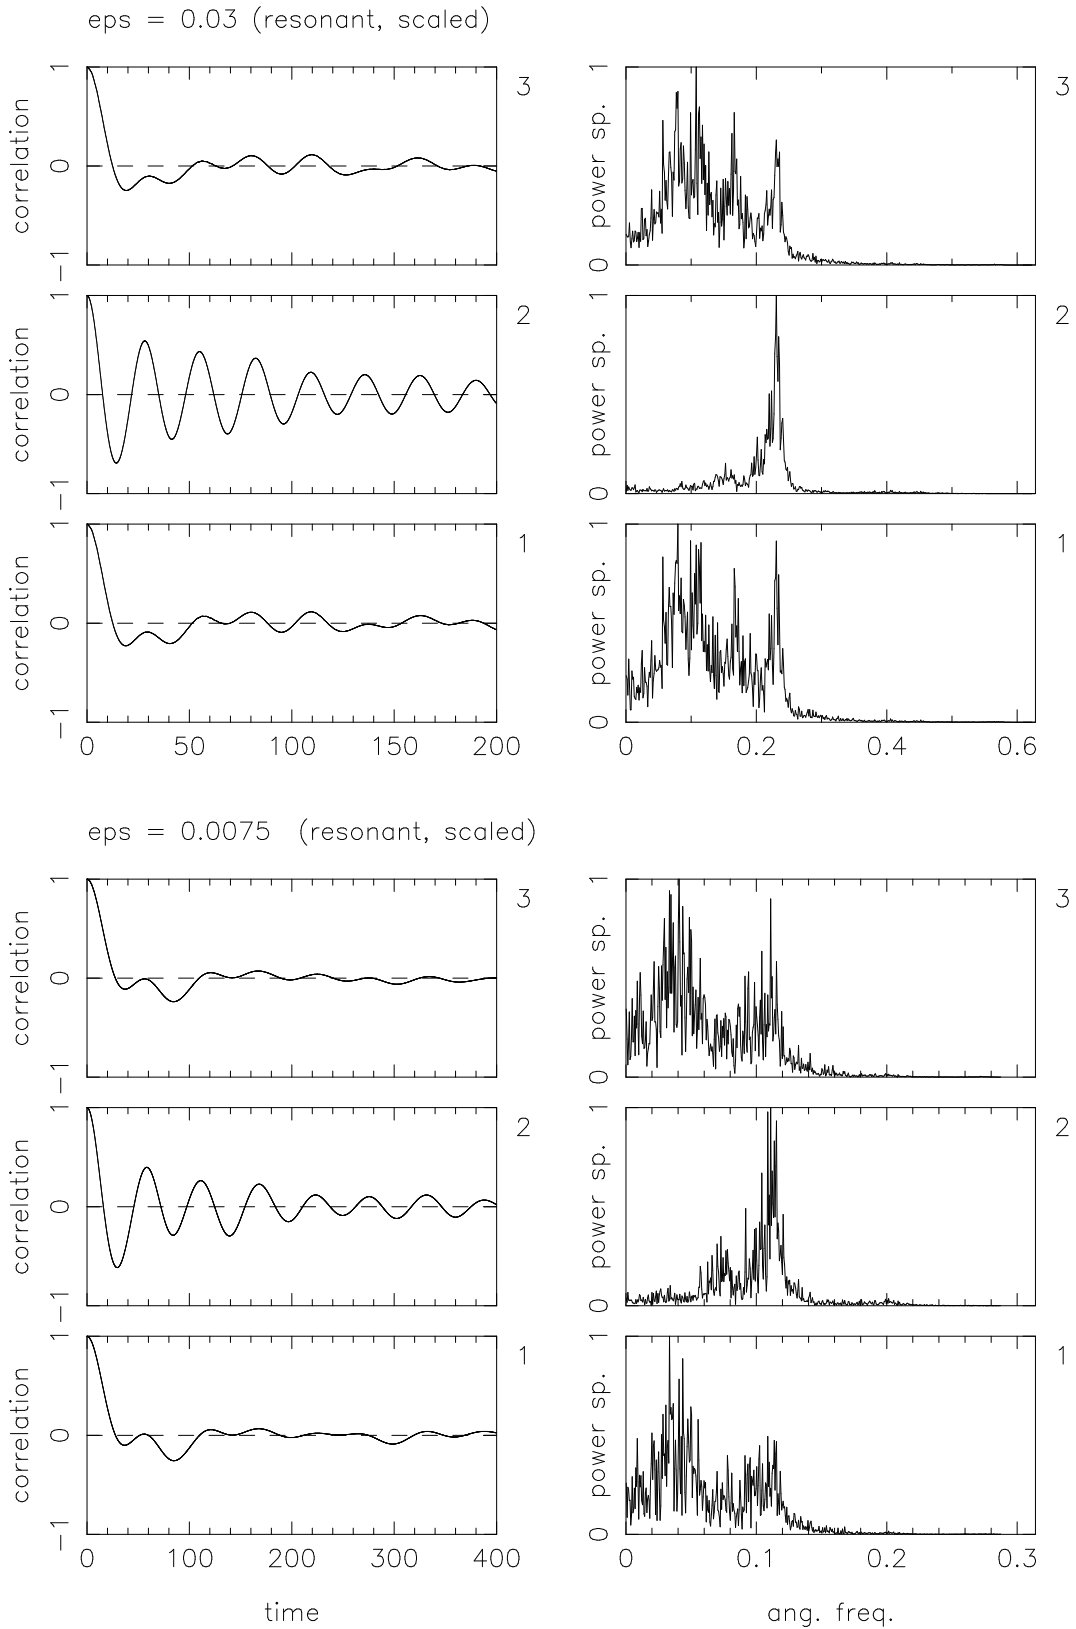 eps = 0.03 (resonant, scaled)
correlation
1
0
−1
3
power sp.
1
0
3
correlation
1
0
−1
2
power sp.
1
0
2
correlation
1
0
−1
1
0 50 100 150 200
power sp.
1
0
1
0 0.2 0.4 0.6
eps = 0.0075 (resonant, scaled)
correlation
1
0
−1
3
power sp.
1
0
3
correlation
1
0
−1
2
power sp.
1
0
2
correlation
1
0
−1
1
0 100 200 300 400
time
power sp.
1
0
1
0 0.1 0.2 0.3
ang. freq.